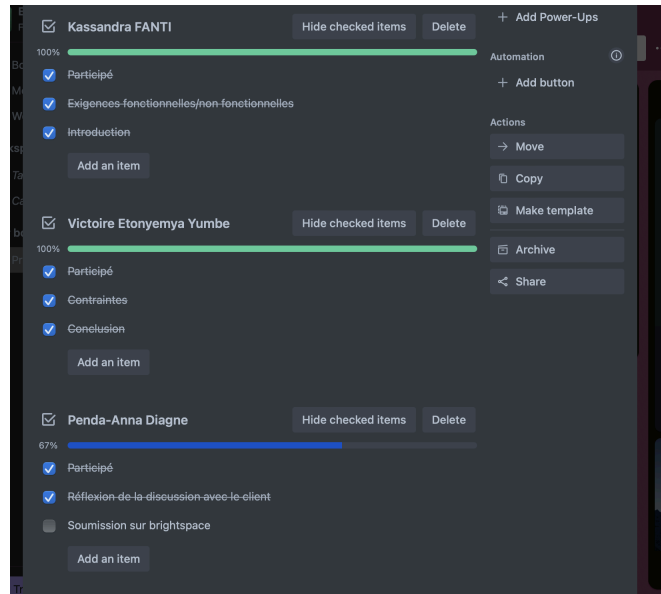 Kassandra FANTI
Hide checked items
Delete
100%
Participé
Exigences fonctionnelles/non fonctionnelles
Introduction
Add an item
Victoire Etonyemya Yumbe
Hide checked items
Delete
100%
Participé
Contraintes
Conclusion
Add an item
Penda-Anna Diagne
Hide checked items
Delete
67%
Participé
Réflexion de la discussion avec le client
Soumission sur brightspace
Add an item
+ Add Power-Ups
Automation
+ Add button
Actions
→ Move
Copy
Make template
Archive
Share